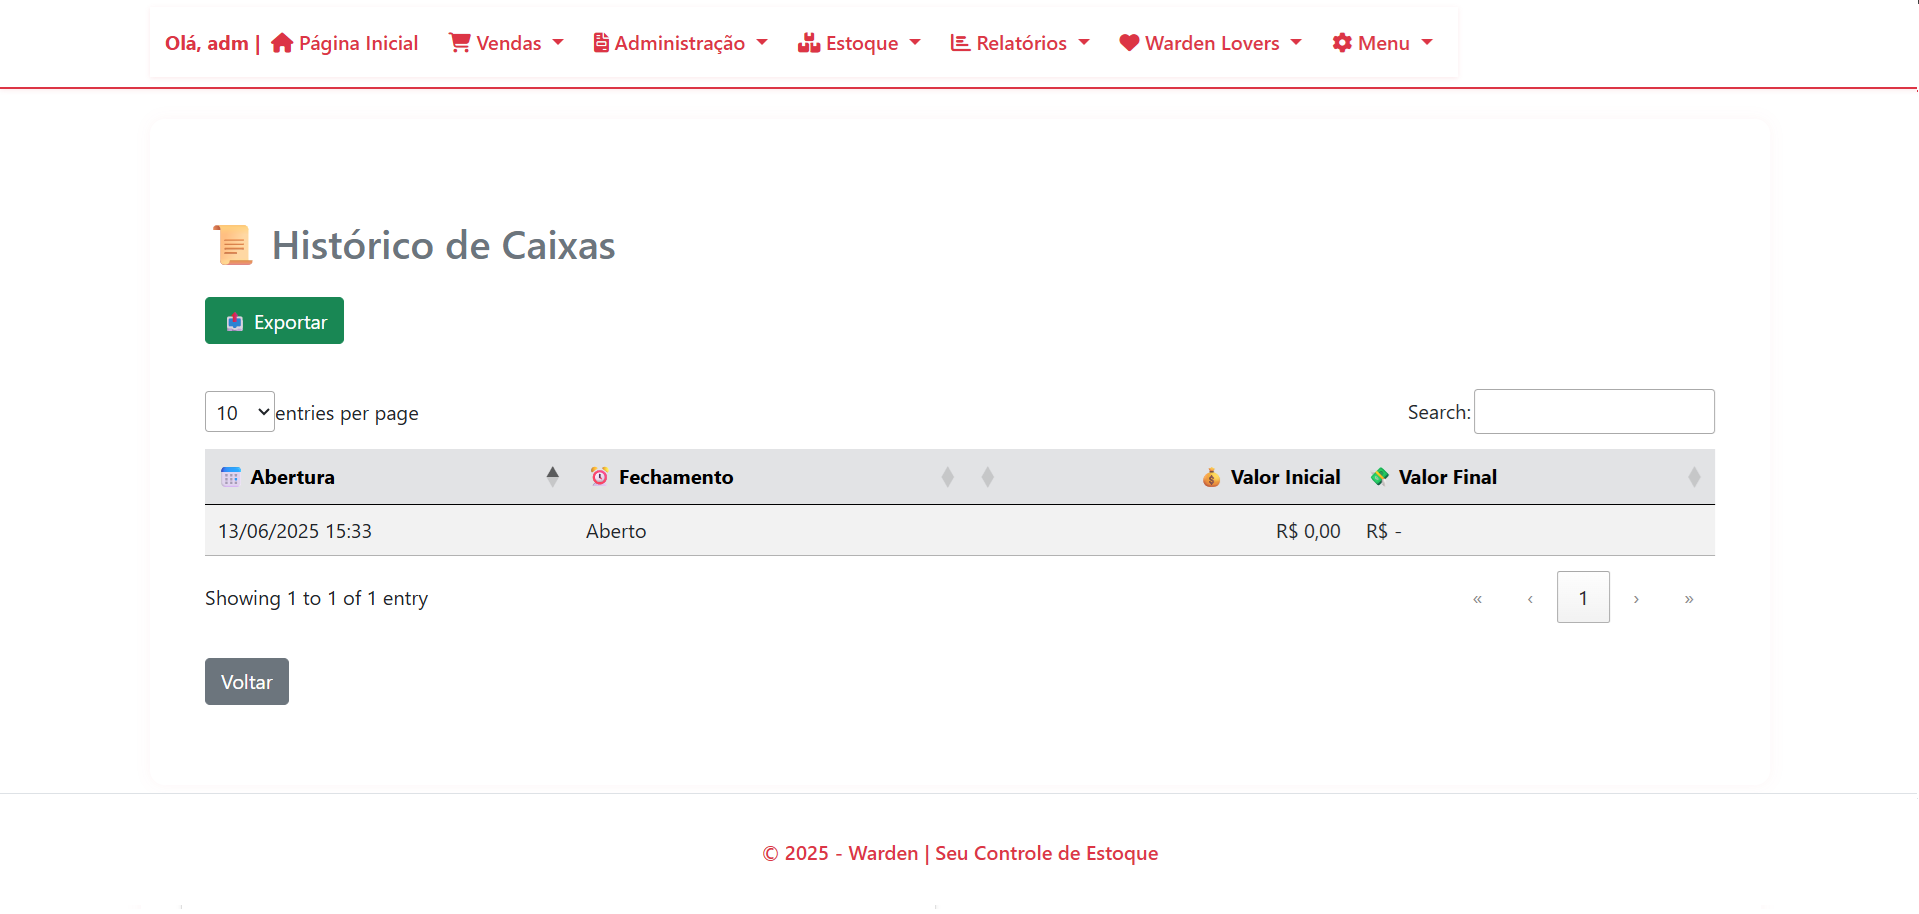 Olá, adm | Página Inicial Vendas Administração Estoque Relatórios Warden Lovers Menu
Histórico de Caixas
Exportar
10 entries per page Search:
Abertura Fechamento Valor Inicial Valor Final
13/06/2025 15:33 Aberto R$ 0,00 R$ -
Showing 1 to 1 of 1 entry « ‹ 1 › »
Voltar
© 2025 - Warden | Seu Controle de Estoque